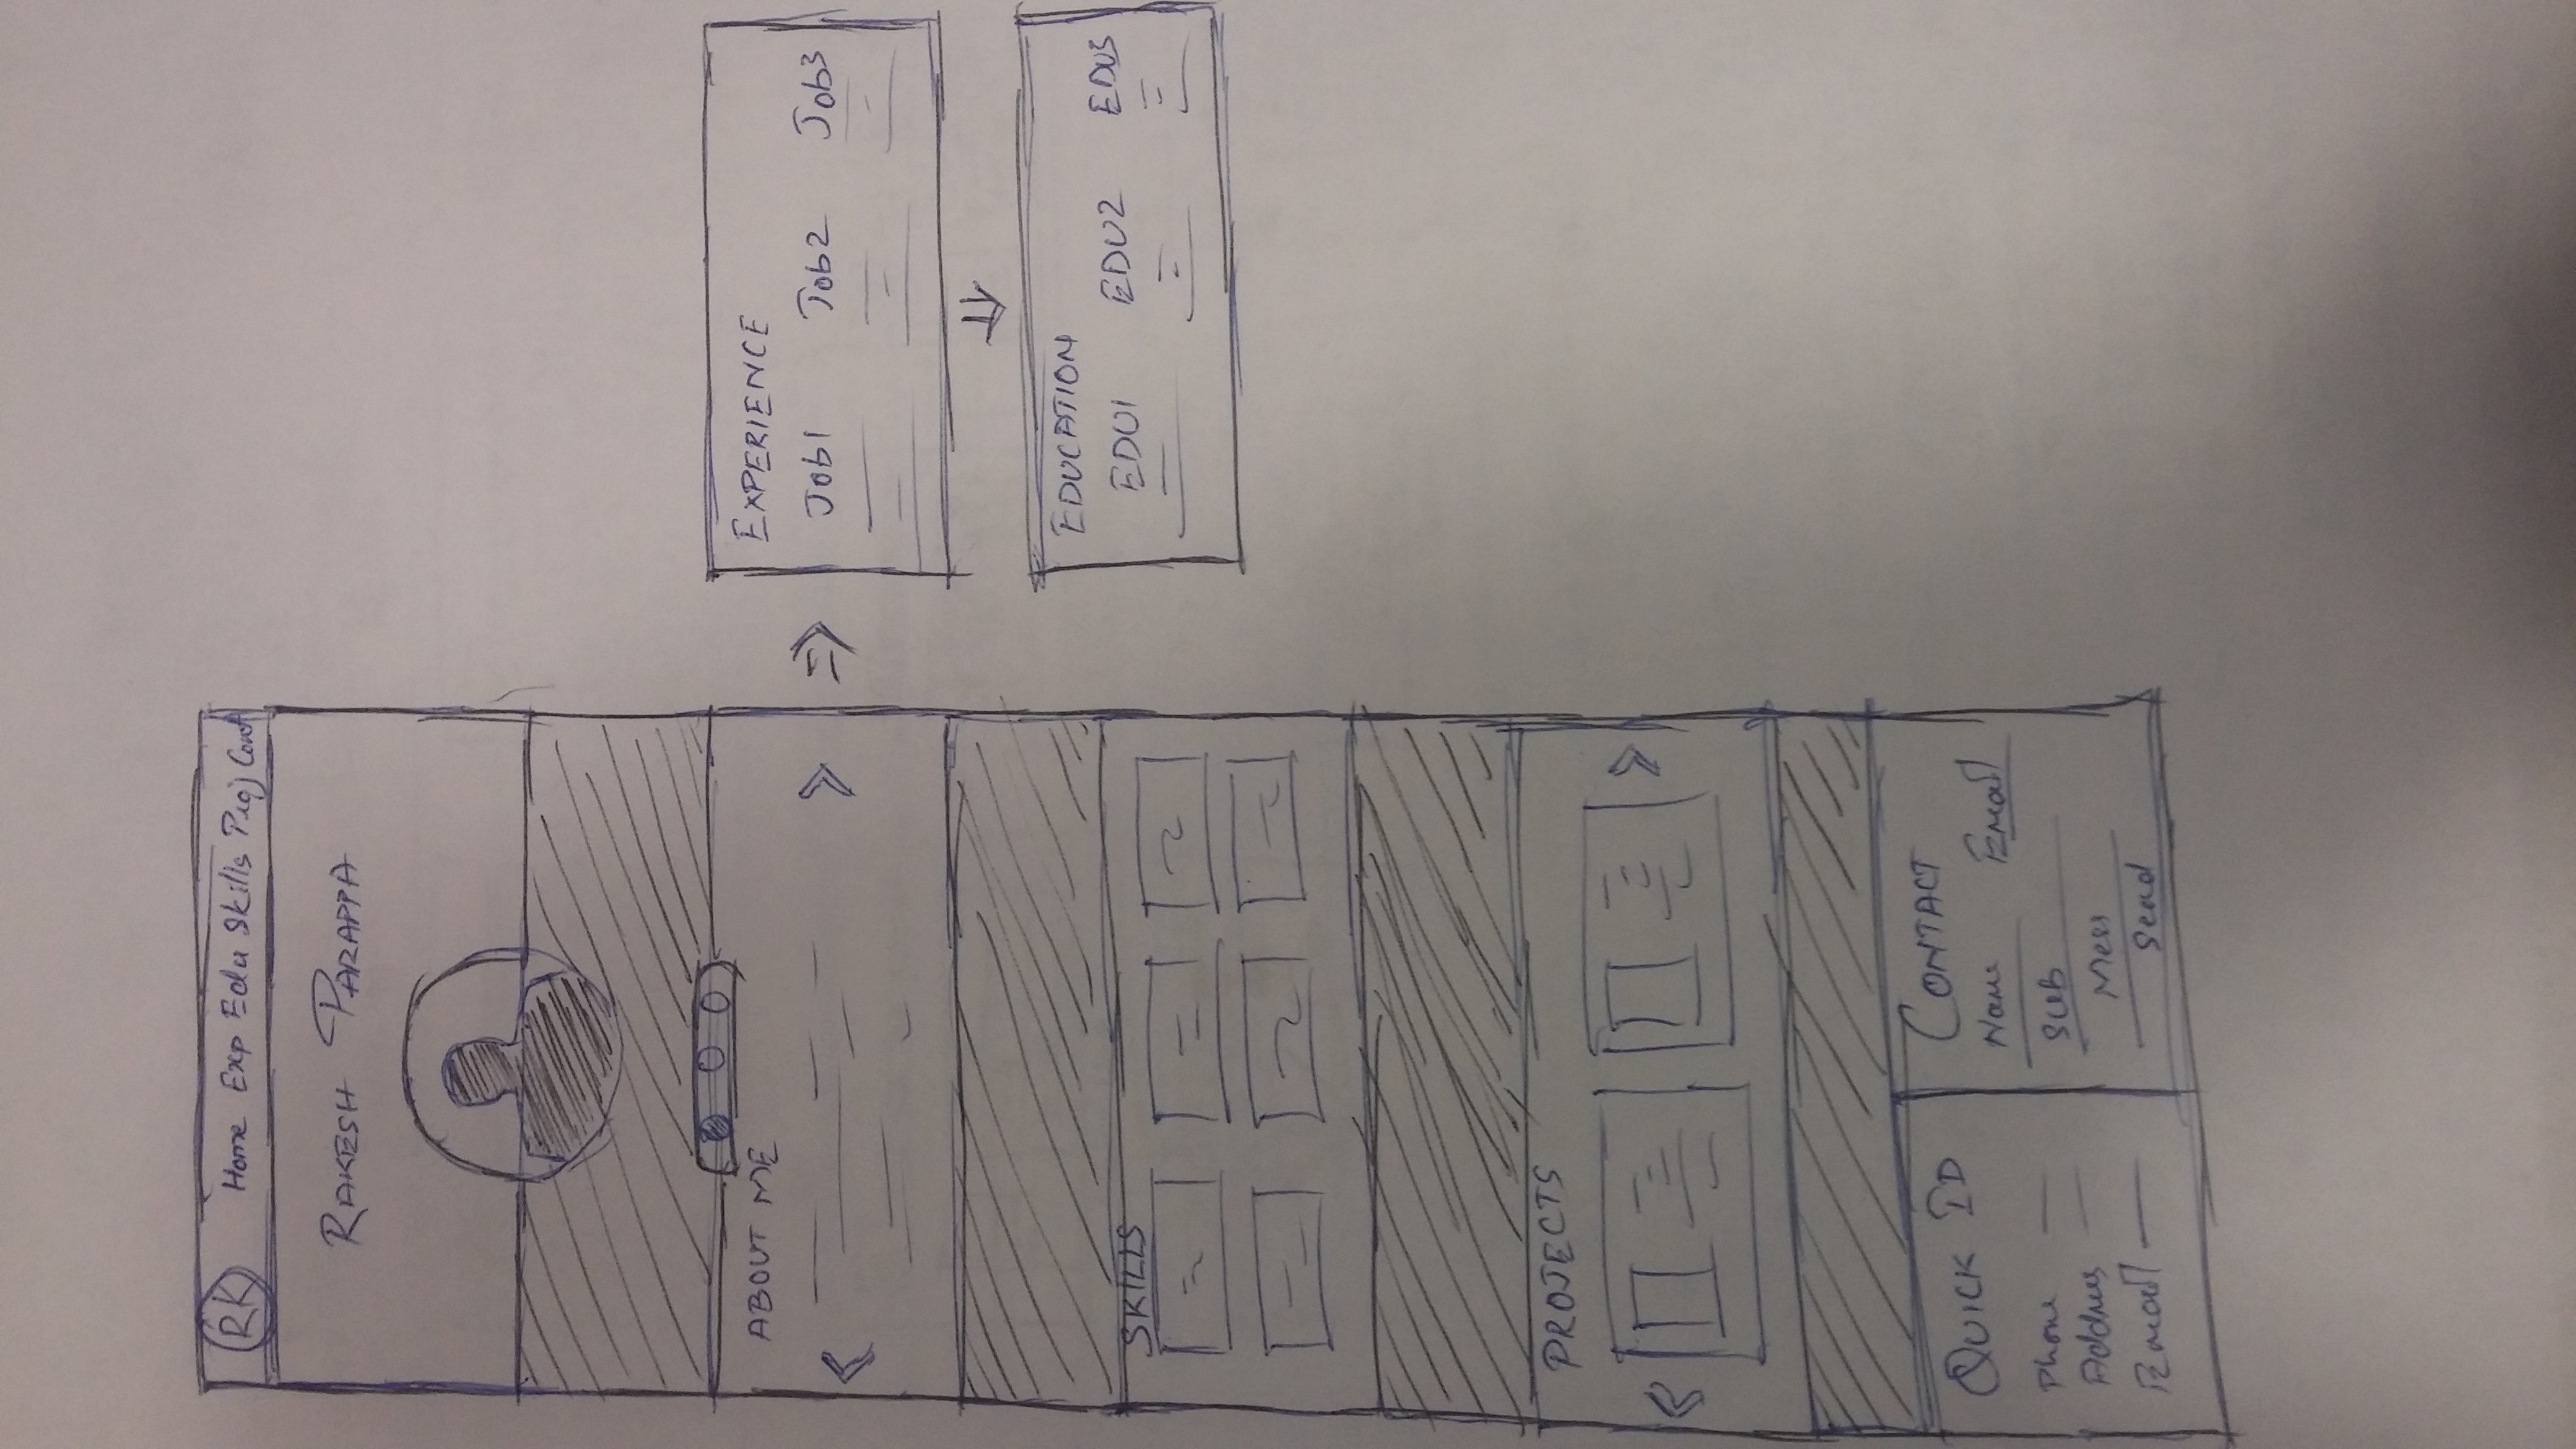 RK Home Exp Edu Skills Proj Cont
RAKESH PARAPPA
ABOUT ME
EXPERIENCE
Job1 Job2 Job3
EDUCATION
EDU1 EDU2 EDU3
SKILLS
PROJECTS
QUICK ID
Phone
Address
Email
CONTACT
Name Email
Sub
Mess
Send